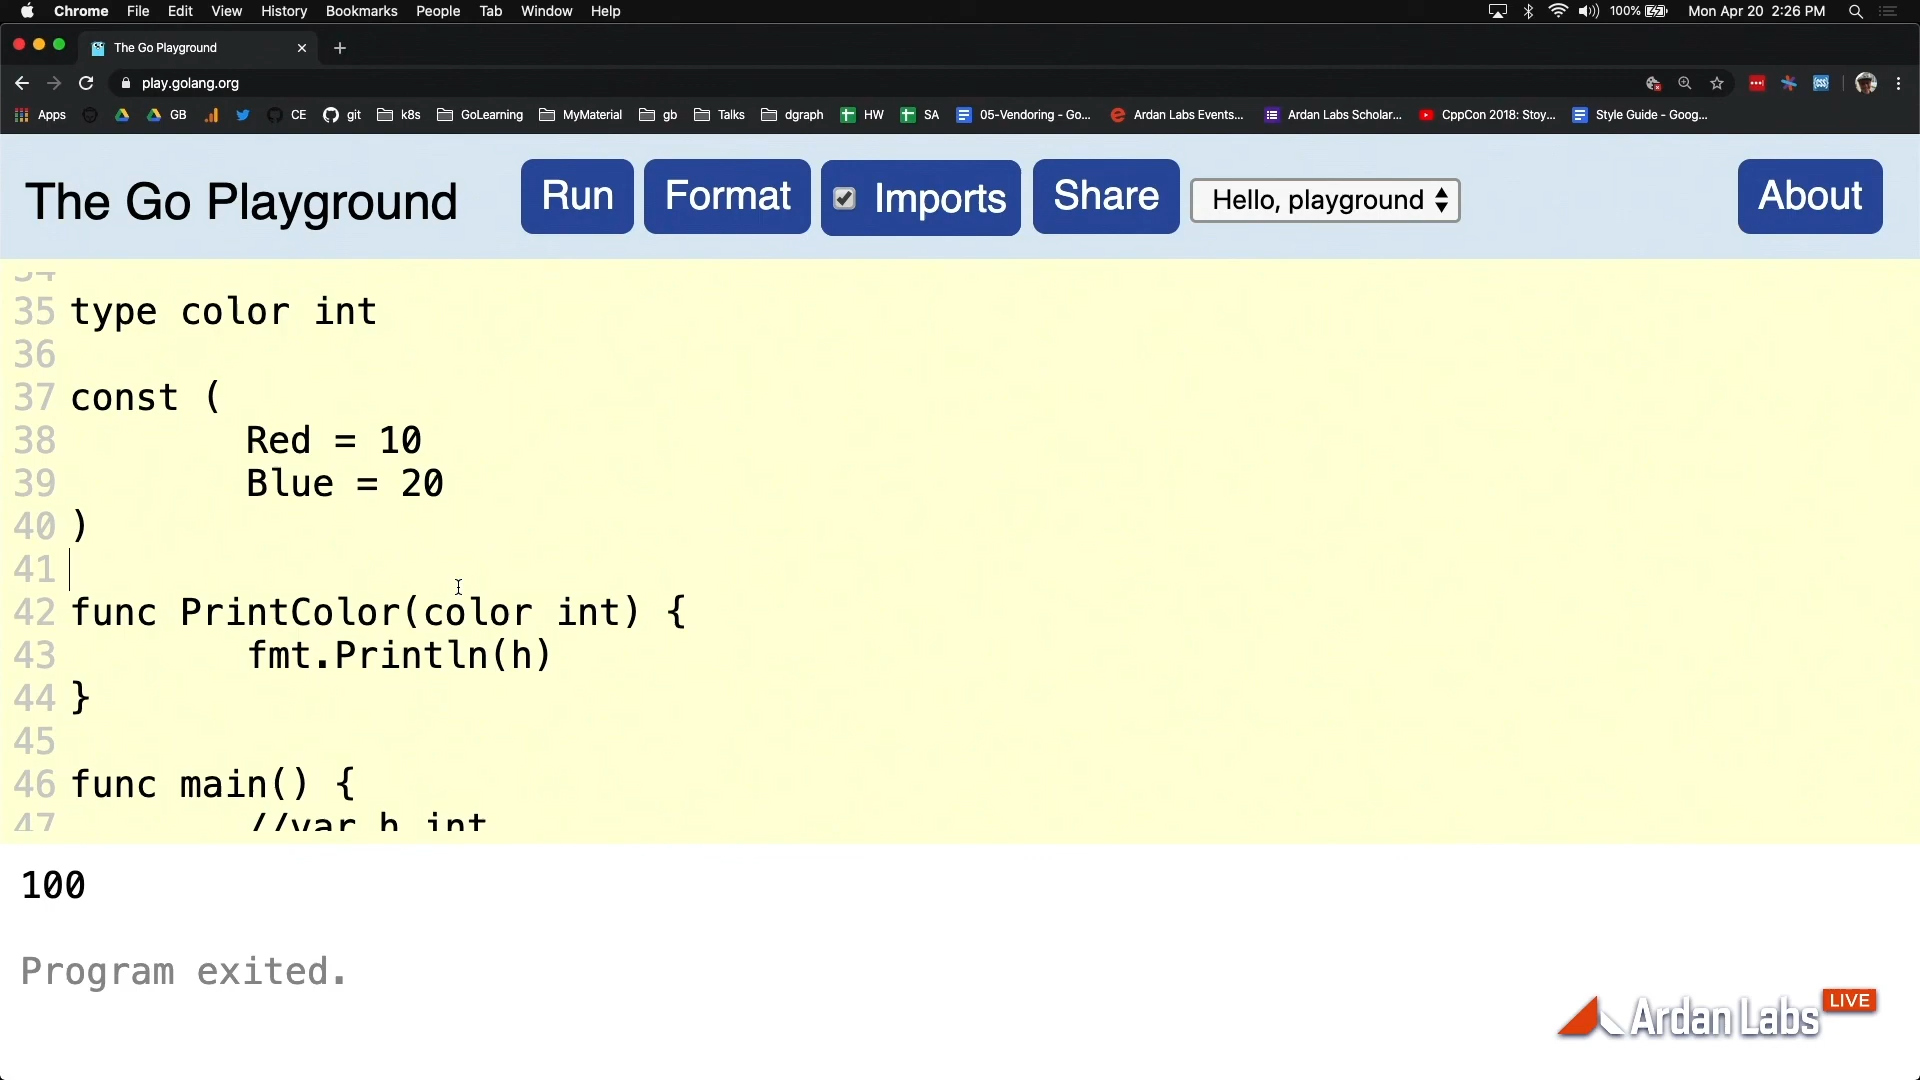 Chrome File Edit View History Bookmarks People Tab Window Help 100% Mon Apr 20 2:26 PM
The Go Playground
play.golang.org
Apps GB CE git k8s GoLearning MyMaterial gb Talks dgraph HW SA 05-Vendoring - Go... Ardan Labs Events... Ardan Labs Scholar... CppCon 2018: Stoy... Style Guide - Goog...
The Go Playground Run Format Imports Share Hello, playground About
34
35 type color int
36
37 const (
38 Red = 10
39 Blue = 20
40 )
41
42 func PrintColor(color int) {
43 fmt.Println(h)
44 }
45
46 func main() {
47 //var h int
100
Program exited.
Ardan Labs LIVE